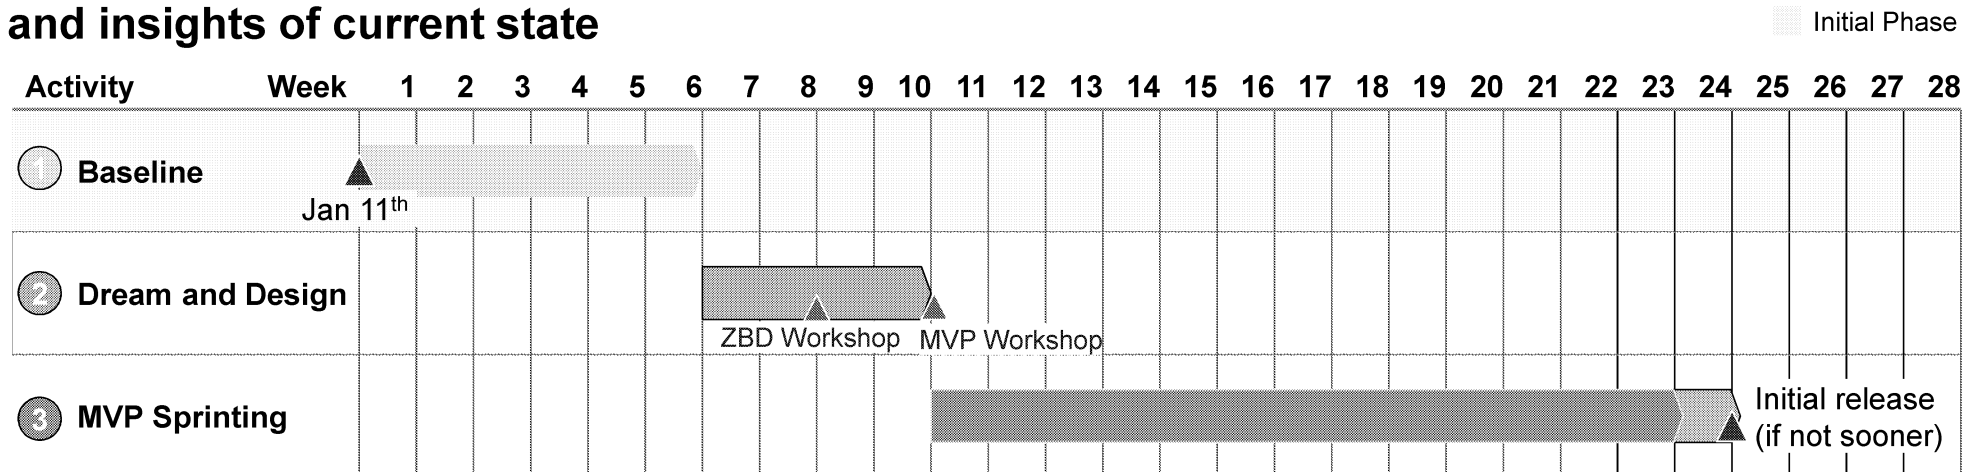 and insights of current state
Initial Phase
Activity Week 1 2 3 4 5 6 7 8 9 10 11 12 13 14 15 16 17 18 19 20 21 22 23 24 25 26 27 28
1 Baseline
Jan 11th
2 Dream and Design
ZBD Workshop MVP Workshop
3 MVP Sprinting
Initial release
(if not sooner)